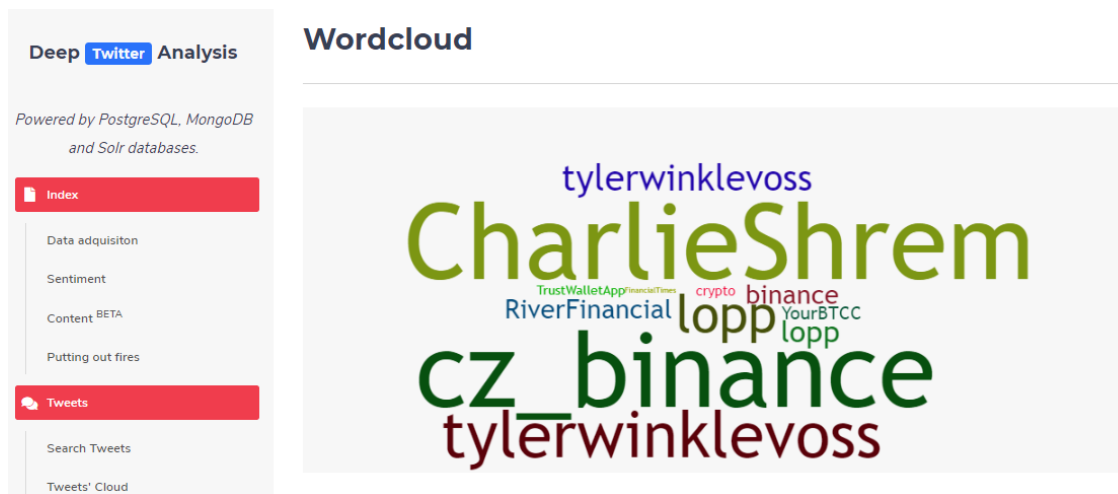 Deep Twitter Analysis
Powered by PostgreSQL, MongoDB
and Solr databases.
Index
Data adquisiton
Sentiment
Content BETA
Putting out fires
Tweets
Search Tweets
Tweets' Cloud
Wordcloud
tylerwinklevoss
CharlieShrem
TrustWalletApp
FinancialTimes
crypto
binance
RiverFinancial
lopp
YourBTCC
lopp
cz_binance
tylerwinklevoss